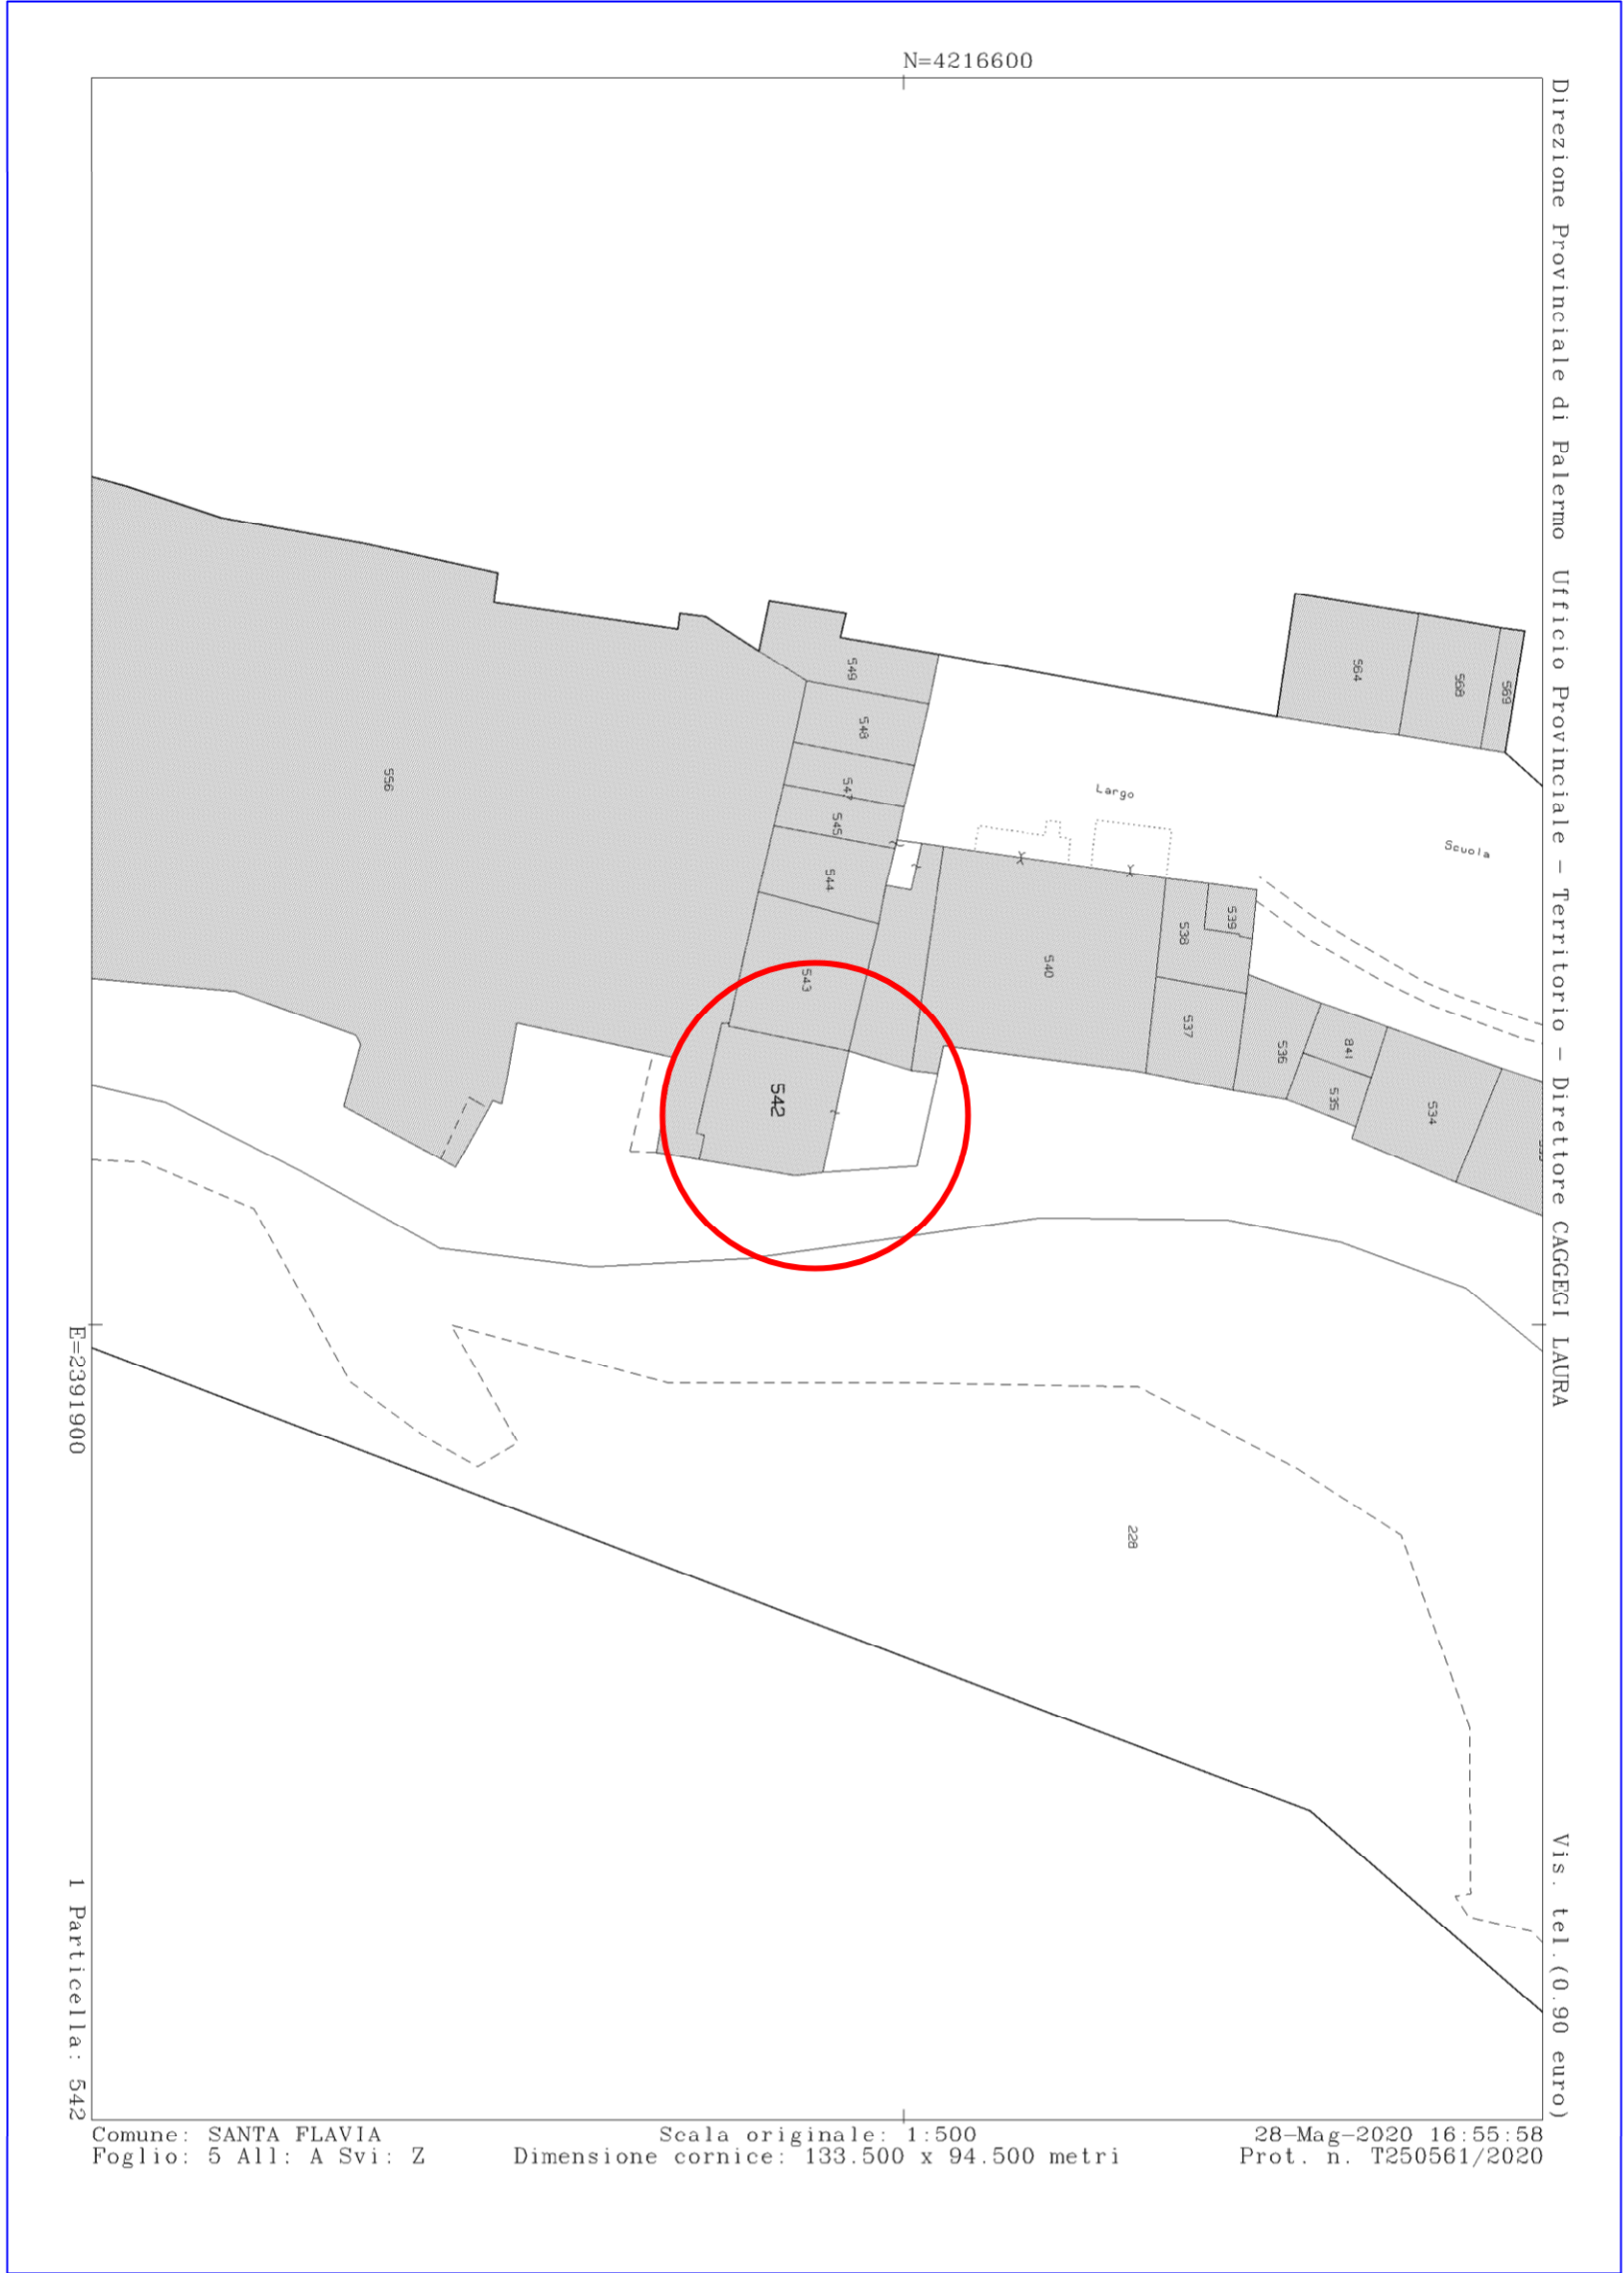 N=4216600
Direzione Provinciale di Palermo Ufficio Provinciale - Territorio - Direttore CAGGEGI LAURA
Vis. tel.(0.90 euro)
564
568
569
549
548
547
545
544
543
542
556
Largo
Scuola
540
539
538
537
536
841
535
534
228
E=2391900
1 Particella: 542
Comune: SANTA FLAVIA
Scala originale: 1:500
28-Mag-2020 16:55:58
Foglio: 5 All: A Svi: Z
Dimensione cornice: 133.500 x 94.500 metri
Prot. n. T250561/2020